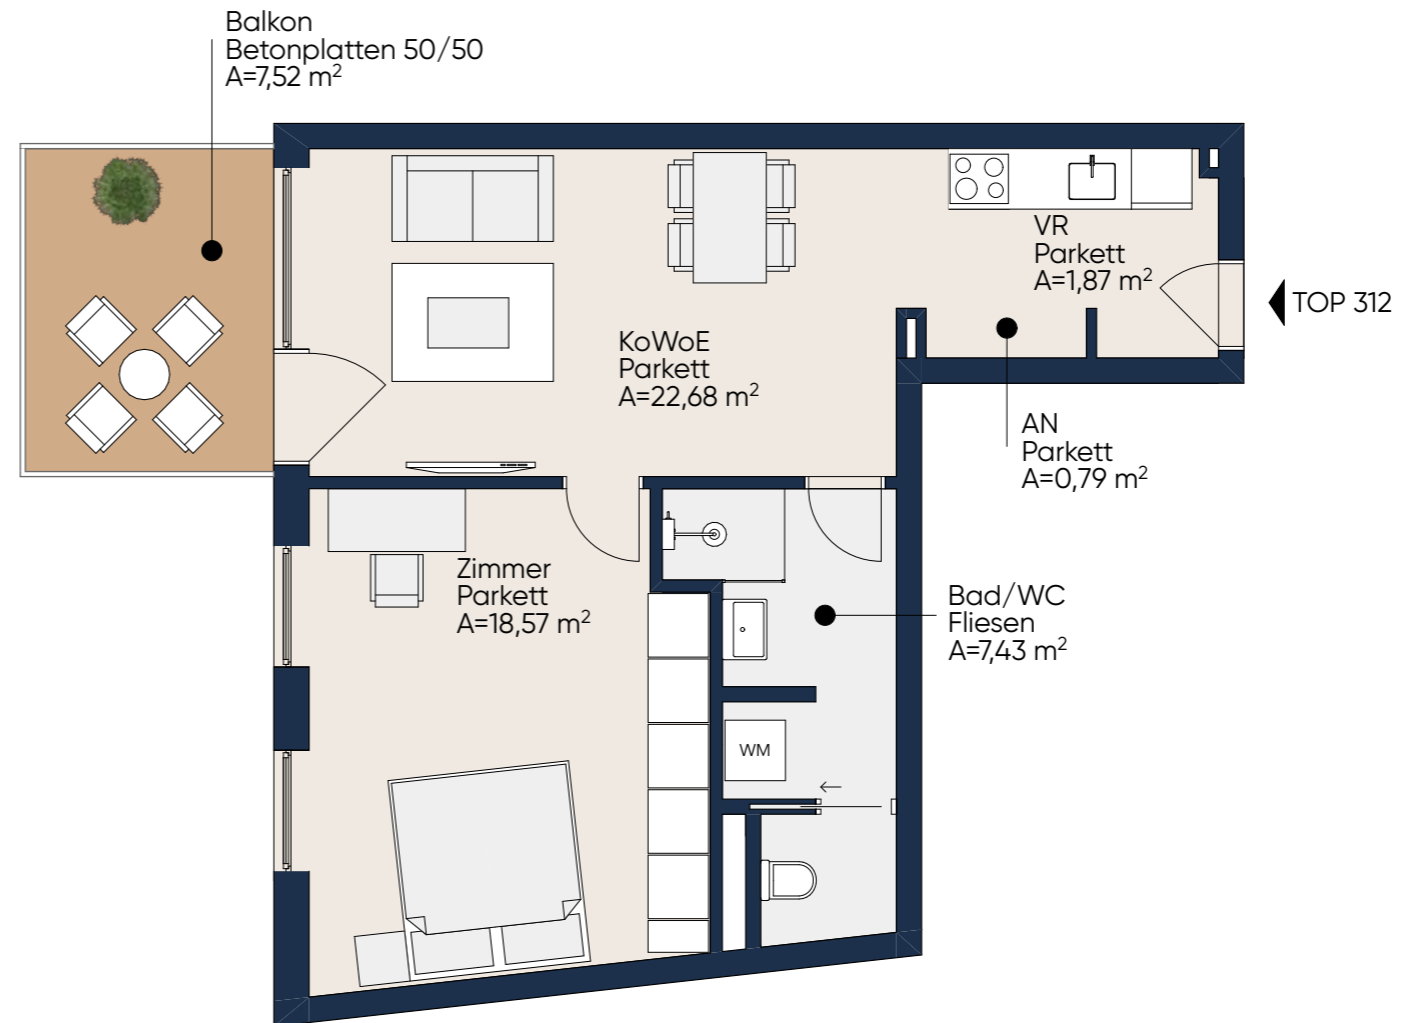 Balkon
Betonplatten 50/50
A=7,52 m²
VR
Parkett
A=1,87 m²
TOP 312
KoWoE
Parkett
A=22,68 m²
AN
Parkett
A=0,79 m²
Zimmer
Parkett
A=18,57 m²
Bad/WC
Fliesen
A=7,43 m²
WM